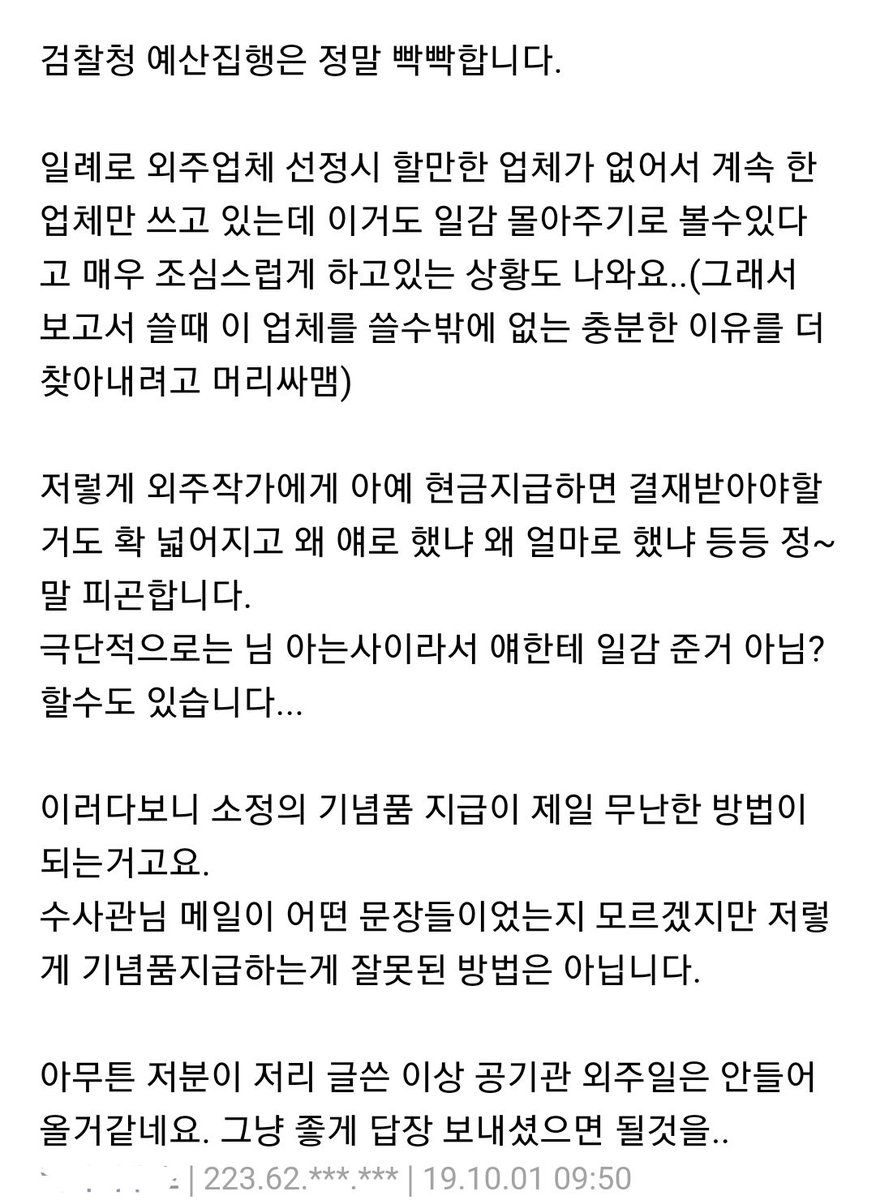 검찰청 예산집행은 정말 빡빡합니다.
일례로 외주업체 선정시 할만한 업체가 없어서 계속 한
업체만 쓰고 있는데 이거도 일감 몰아주기로 볼수있다
고 매우 조심스럽게 하고있는 상황도 나와요..(그래서
보고서 쓸때 이 업체를 쓸수밖에 없는 충분한 이유를 더
찾아내려고 머리싸맴)
저렇게 외주작가에게 아예 현금지급하면 결재받아야할
거도 확 넓어지고 왜 얘로 했냐 왜 얼마로 했냐 등등 정~
말 피곤합니다.
극단적으로는 님 아는사이라서 얘한테 일감 준거 아님?
할수도 있습니다...
이러다보니 소정의 기념품 지급이 제일 무난한 방법이
되는거고요.
수사관님 메일이 어떤 문장들이었는지 모르겠지만 저렇
게 기념품지급하는게 잘못된 방법은 아닙니다.
아무튼 저분이 저리 글쓴 이상 공기관 외주일은 안들어
올거같네요. 그냥 좋게 답장 보내셨으면 될것을..
| 223.62.***.*** | 19.10.01 09:50